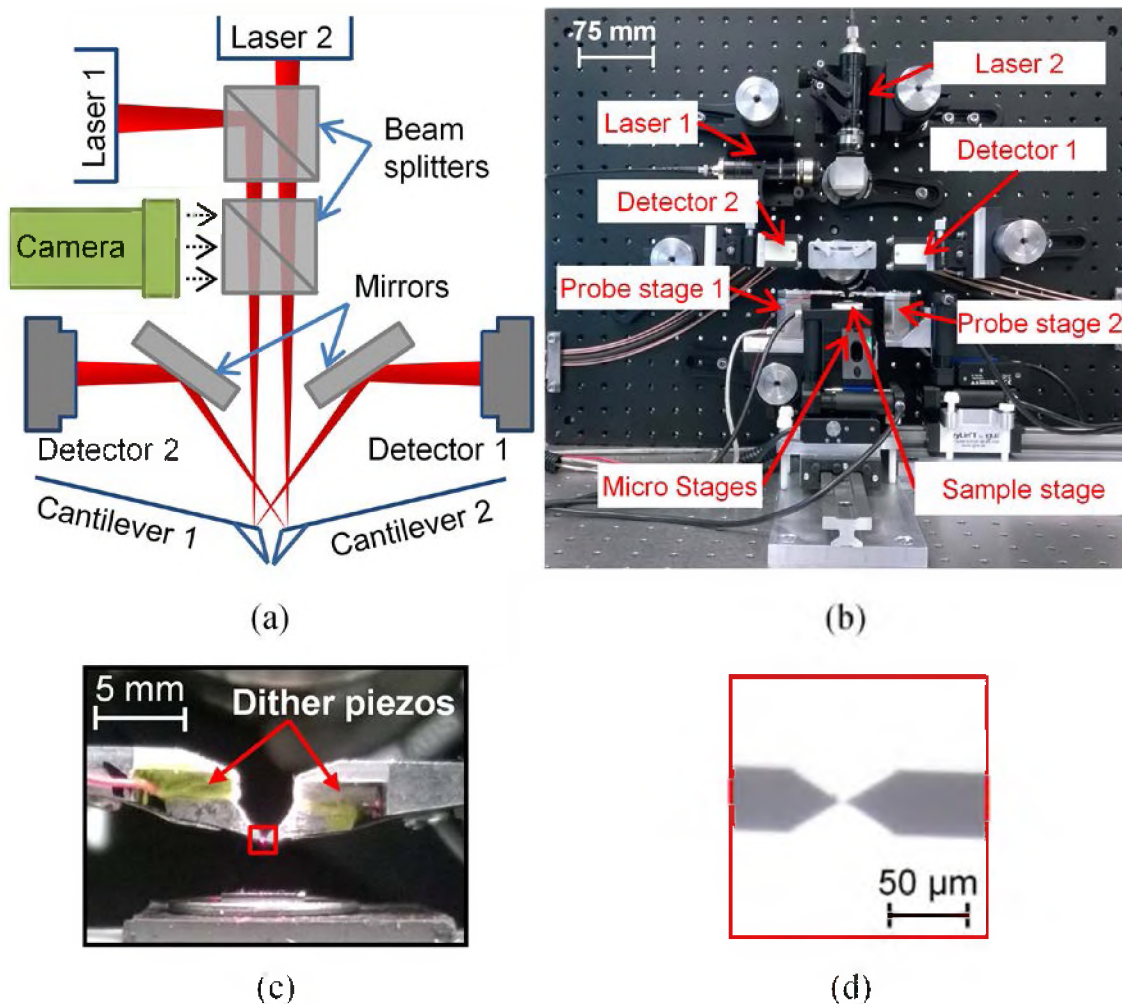 Laser 2
Laser 1
Beam
splitters
Camera
Mirrors
Detector 2
Detector 1
Cantilever 1
Cantilever 2
(a)
75 mm
Laser 2
Laser 1
Detector 1
Detector 2
Probe stage 1
Probe stage 2
Micro Stages
Sample stage
(b)
5 mm
Dither piezos
(c)
50 μm
(d)